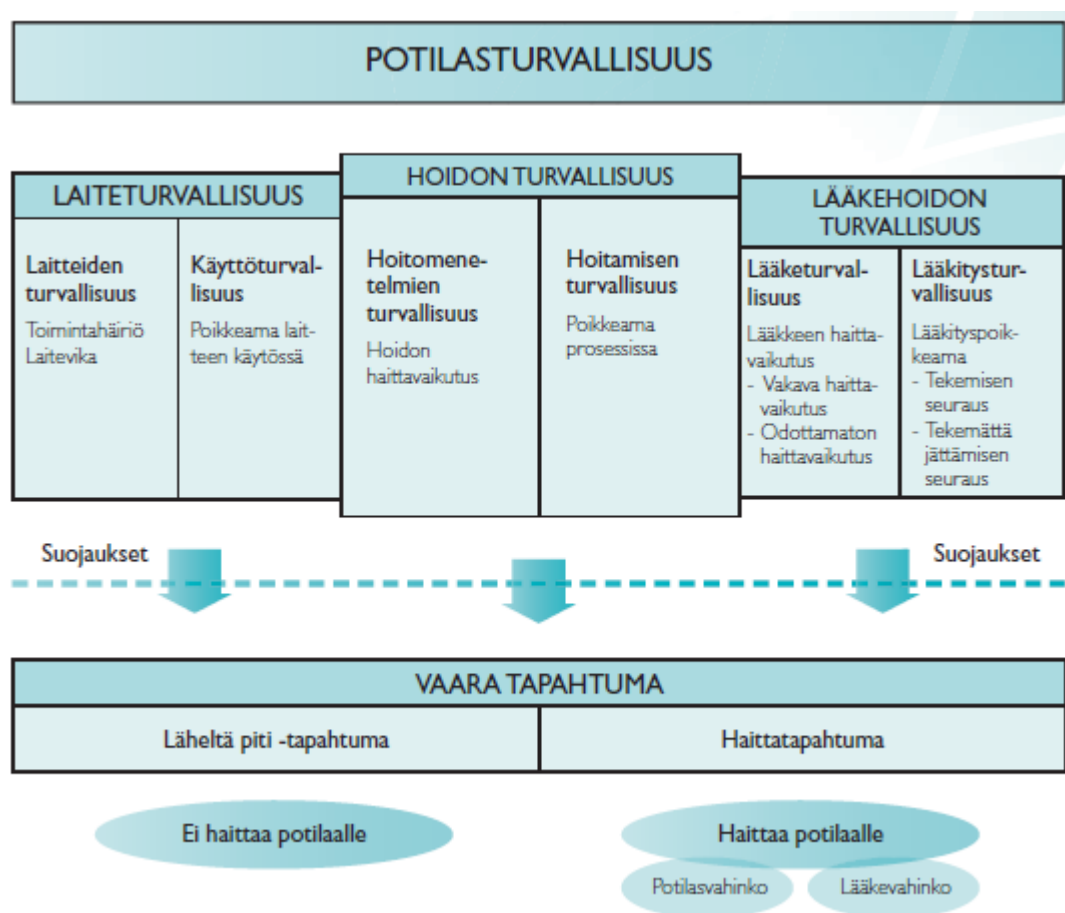 POTILASTURVALLISUUS
LAITETURVALLISUUS
Laitteiden
turvallisuus
Toimintahäiriö
Laitevika
Käyttöturval-
lisuus
Poikkeama lait-
teen käytössä
HOIDON TURVALLISUUS
Hoitomene-
telmien
turvallisuus
Hoidon
haittavaikutus
Hoitamisen
turvallisuus
Poikkeama
prosessissa
LÄÄKEHOIDON
TURVALLISUUS
Lääketurval-
lisuus
Lääkkeen haitta-
vaikutus
- Vakava haitta-
vaikutus
- Odottamaton
haittavaikutus
Lääkitystur-
vallisuus
Lääkityspoik-
keama
- Tekemisen
seuraus
- Tekemättä
jättämisen
seuraus
Suojaukset
Suojaukset
VAARA TAPAHTUMA
Läheltä piti -tapahtuma
Haittatapahtuma
Ei haittaa potilaalle
Haittaa potilaalle
Potilasvahinko
Lääkevahinko